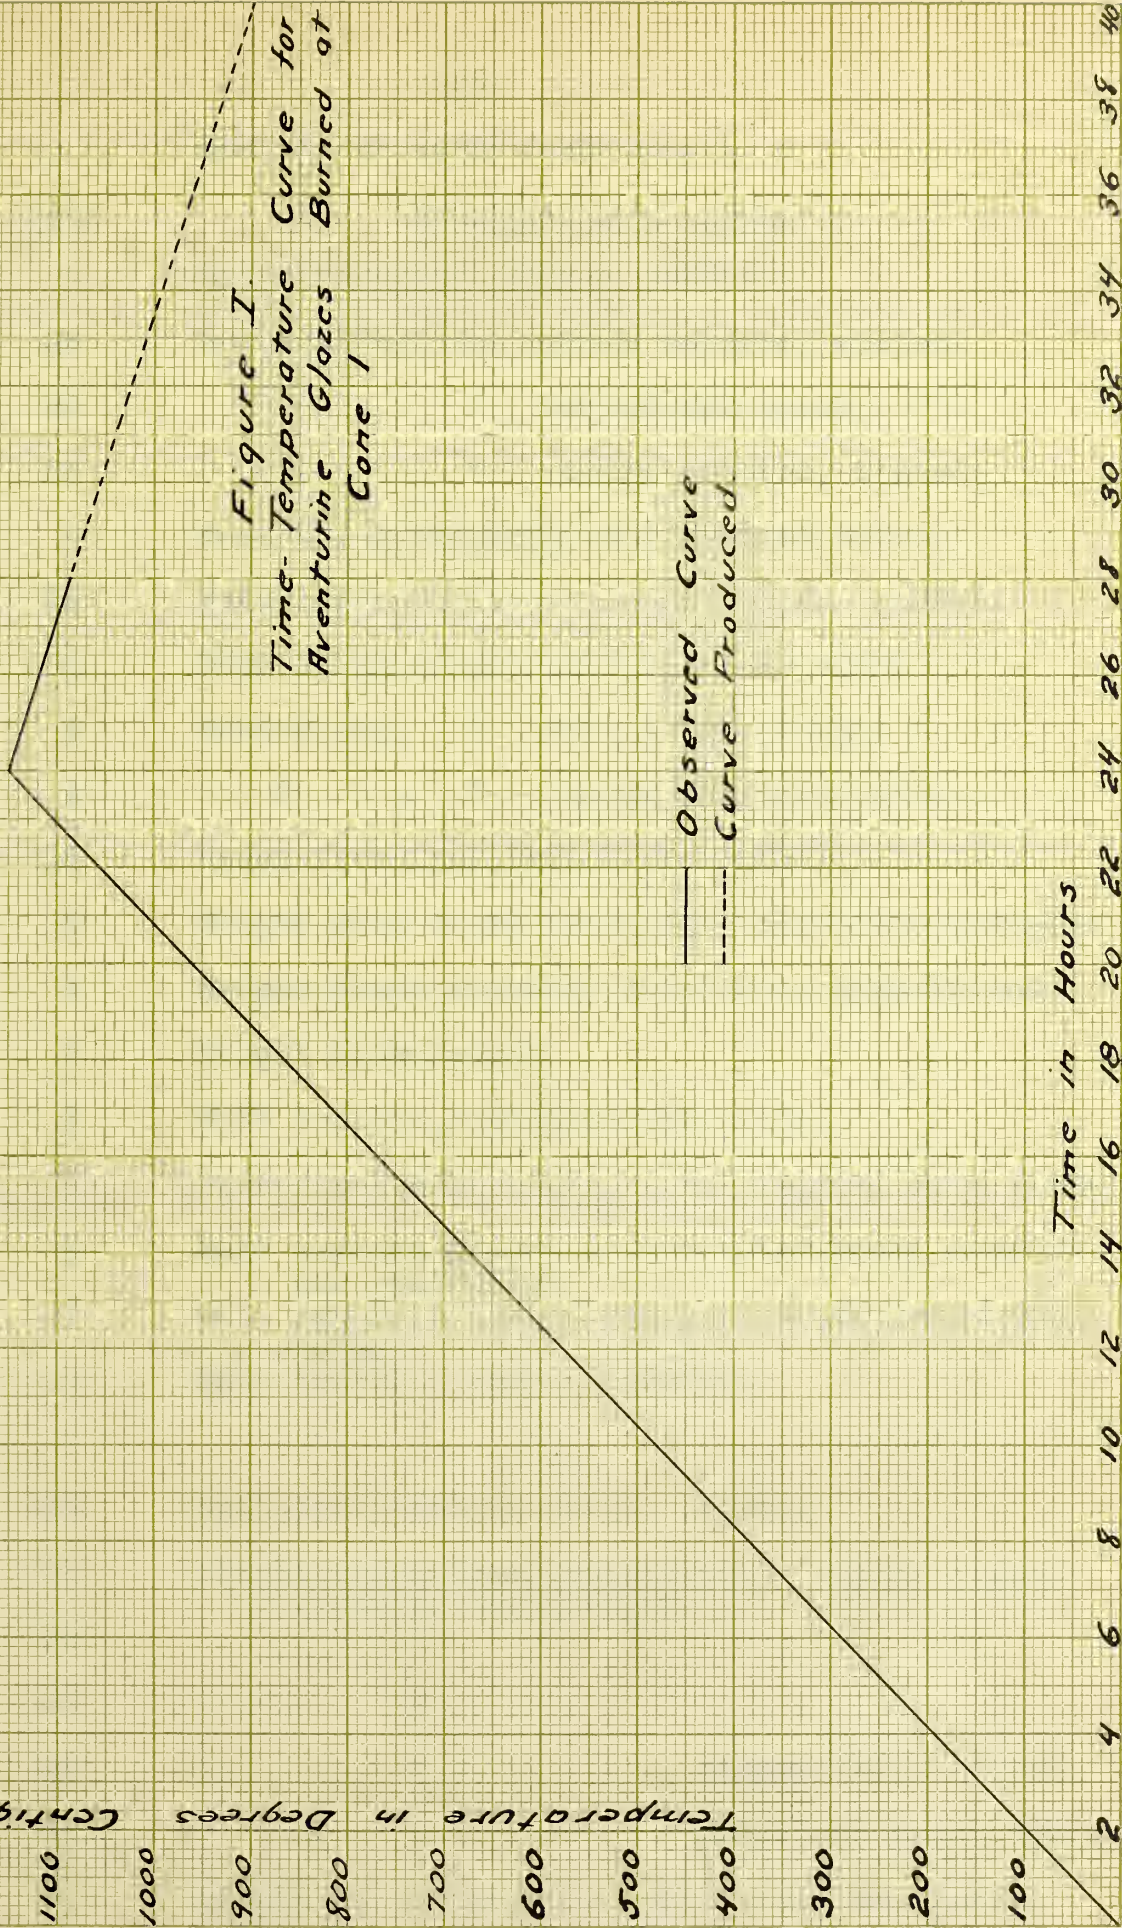 Figure I.
Time-Temperature Curve for
Aventurine Glazes Burned at
Cone 1
Observed Curve
Curve Produced.
Temperature in Degrees
1100
1000
900
800
700
600
500
400
300
200
100
Time in Hours
2 4 6 8 10 12 14 16 18 20 22 24 26 28 30 32 34 36 38 40